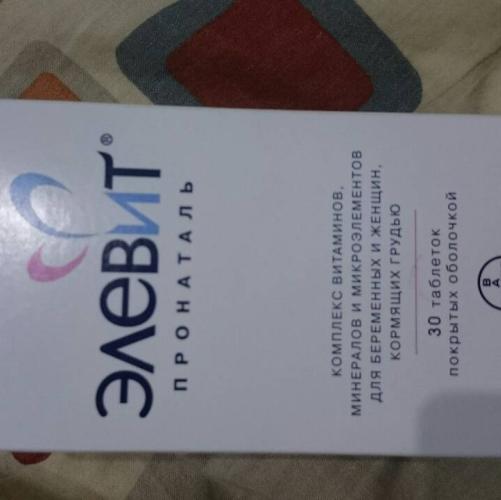 ЭЛЕВИТ®
ПРОНАТАЛЬ
КОМПЛЕКС ВИТАМИНОВ,
МИНЕРАЛОВ И МИКРОЭЛЕМЕНТОВ
ДЛЯ БЕРЕМЕННЫХ И ЖЕНЩИН,
КОРМЯЩИХ ГРУДЬЮ
30 таблеток
покрытых оболочкой